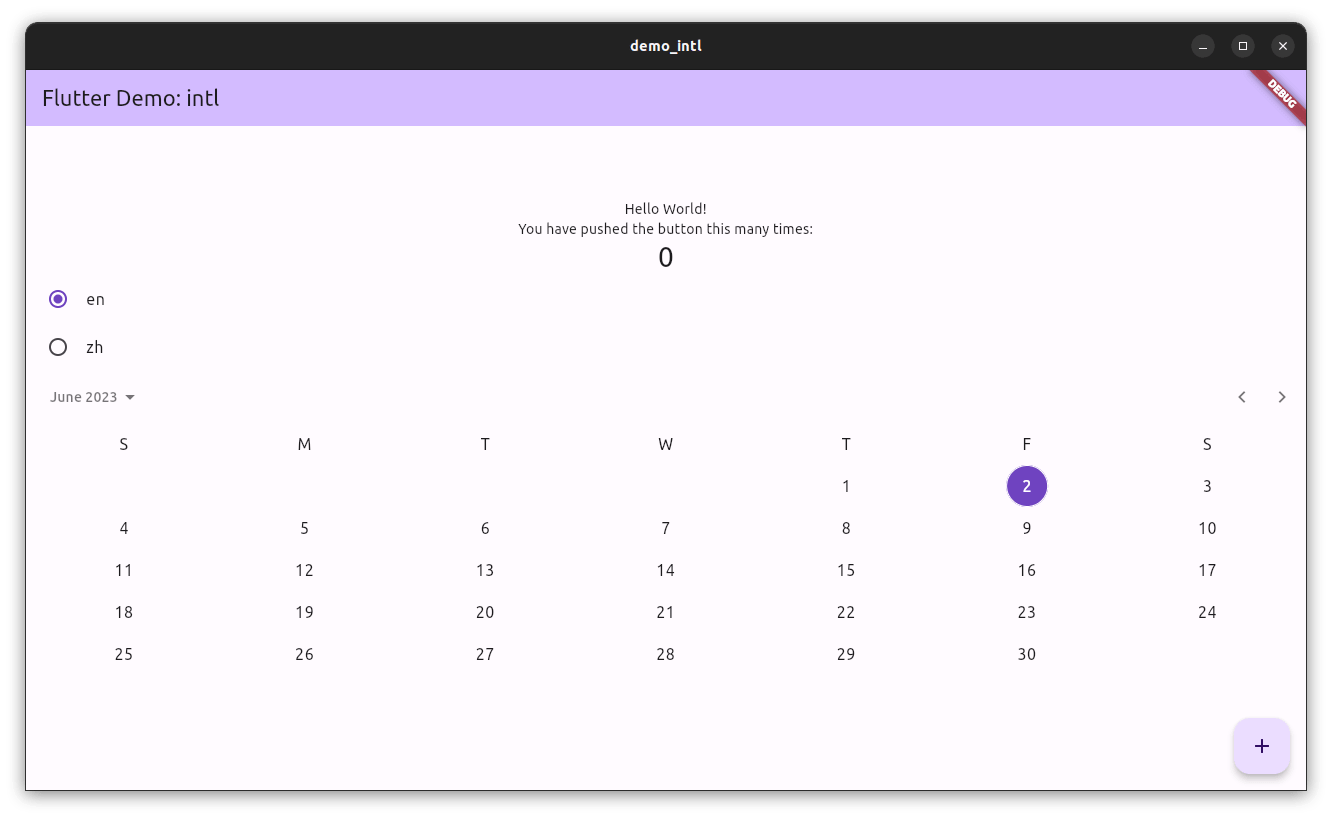 demo_intl
Flutter Demo: intl
DEBUG
Hello World!
You have pushed the button this many times:
0
en
zh
June 2023
S M T W T F S
1 2 3
4 5 6 7 8 9 10
11 12 13 14 15 16 17
18 19 20 21 22 23 24
25 26 27 28 29 30
+